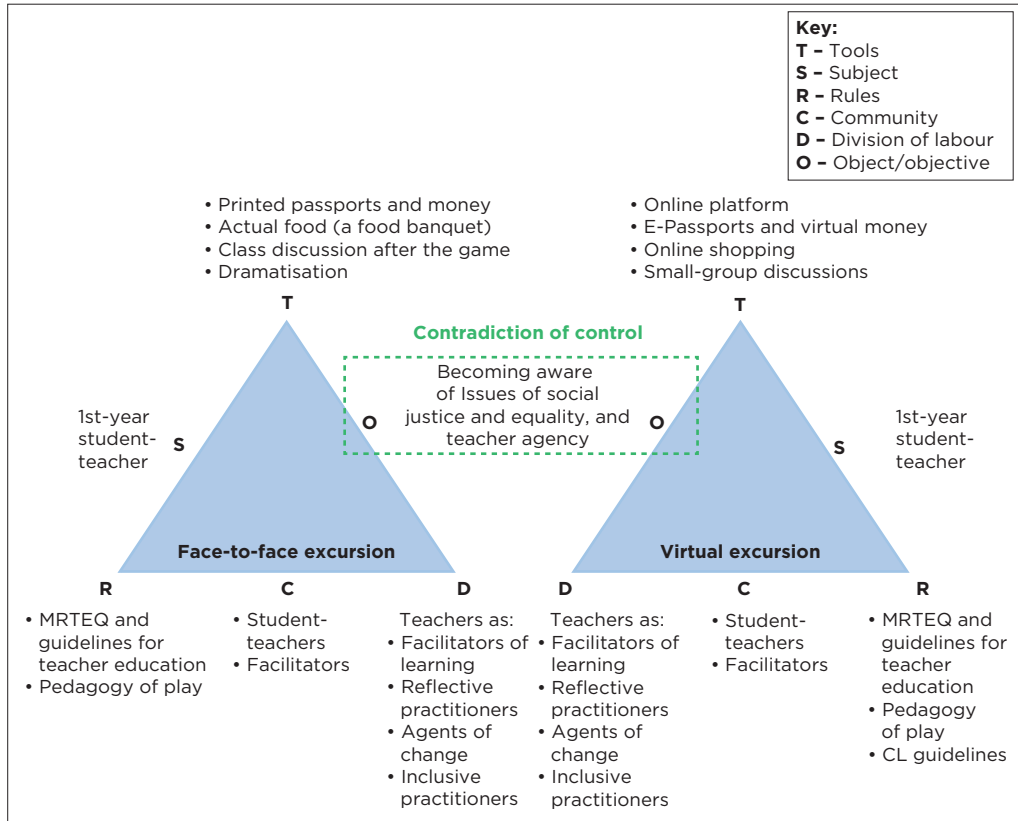 Key:
T – Tools
S – Subject
R – Rules
C – Community
D – Division of labour
O – Object/objective
• Printed passports and money
• Actual food (a food banquet)
• Class discussion after the game
• Dramatisation
• Online platform
• E-Passports and virtual money
• Online shopping
• Small-group discussions
T
T
Contradiction of control
Becoming aware
of Issues of social
justice and equality, and
teacher agency
O
O
1st-year
student-
teacher
S
S
1st-year
student-
teacher
Face-to-face excursion
Virtual excursion
R
C
D
D
C
R
• MRTEQ and
guidelines for
teacher education
• Pedagogy of play
• Student-
teachers
• Facilitators
Teachers as:
• Facilitators of
learning
• Reflective
practitioners
• Agents of
change
• Inclusive
practitioners
Teachers as:
• Facilitators of
learning
• Reflective
practitioners
• Agents of
change
• Inclusive
practitioners
• Student-
teachers
• Facilitators
• MRTEQ and
guidelines for
teacher
education
• Pedagogy
of play
• CL guidelines